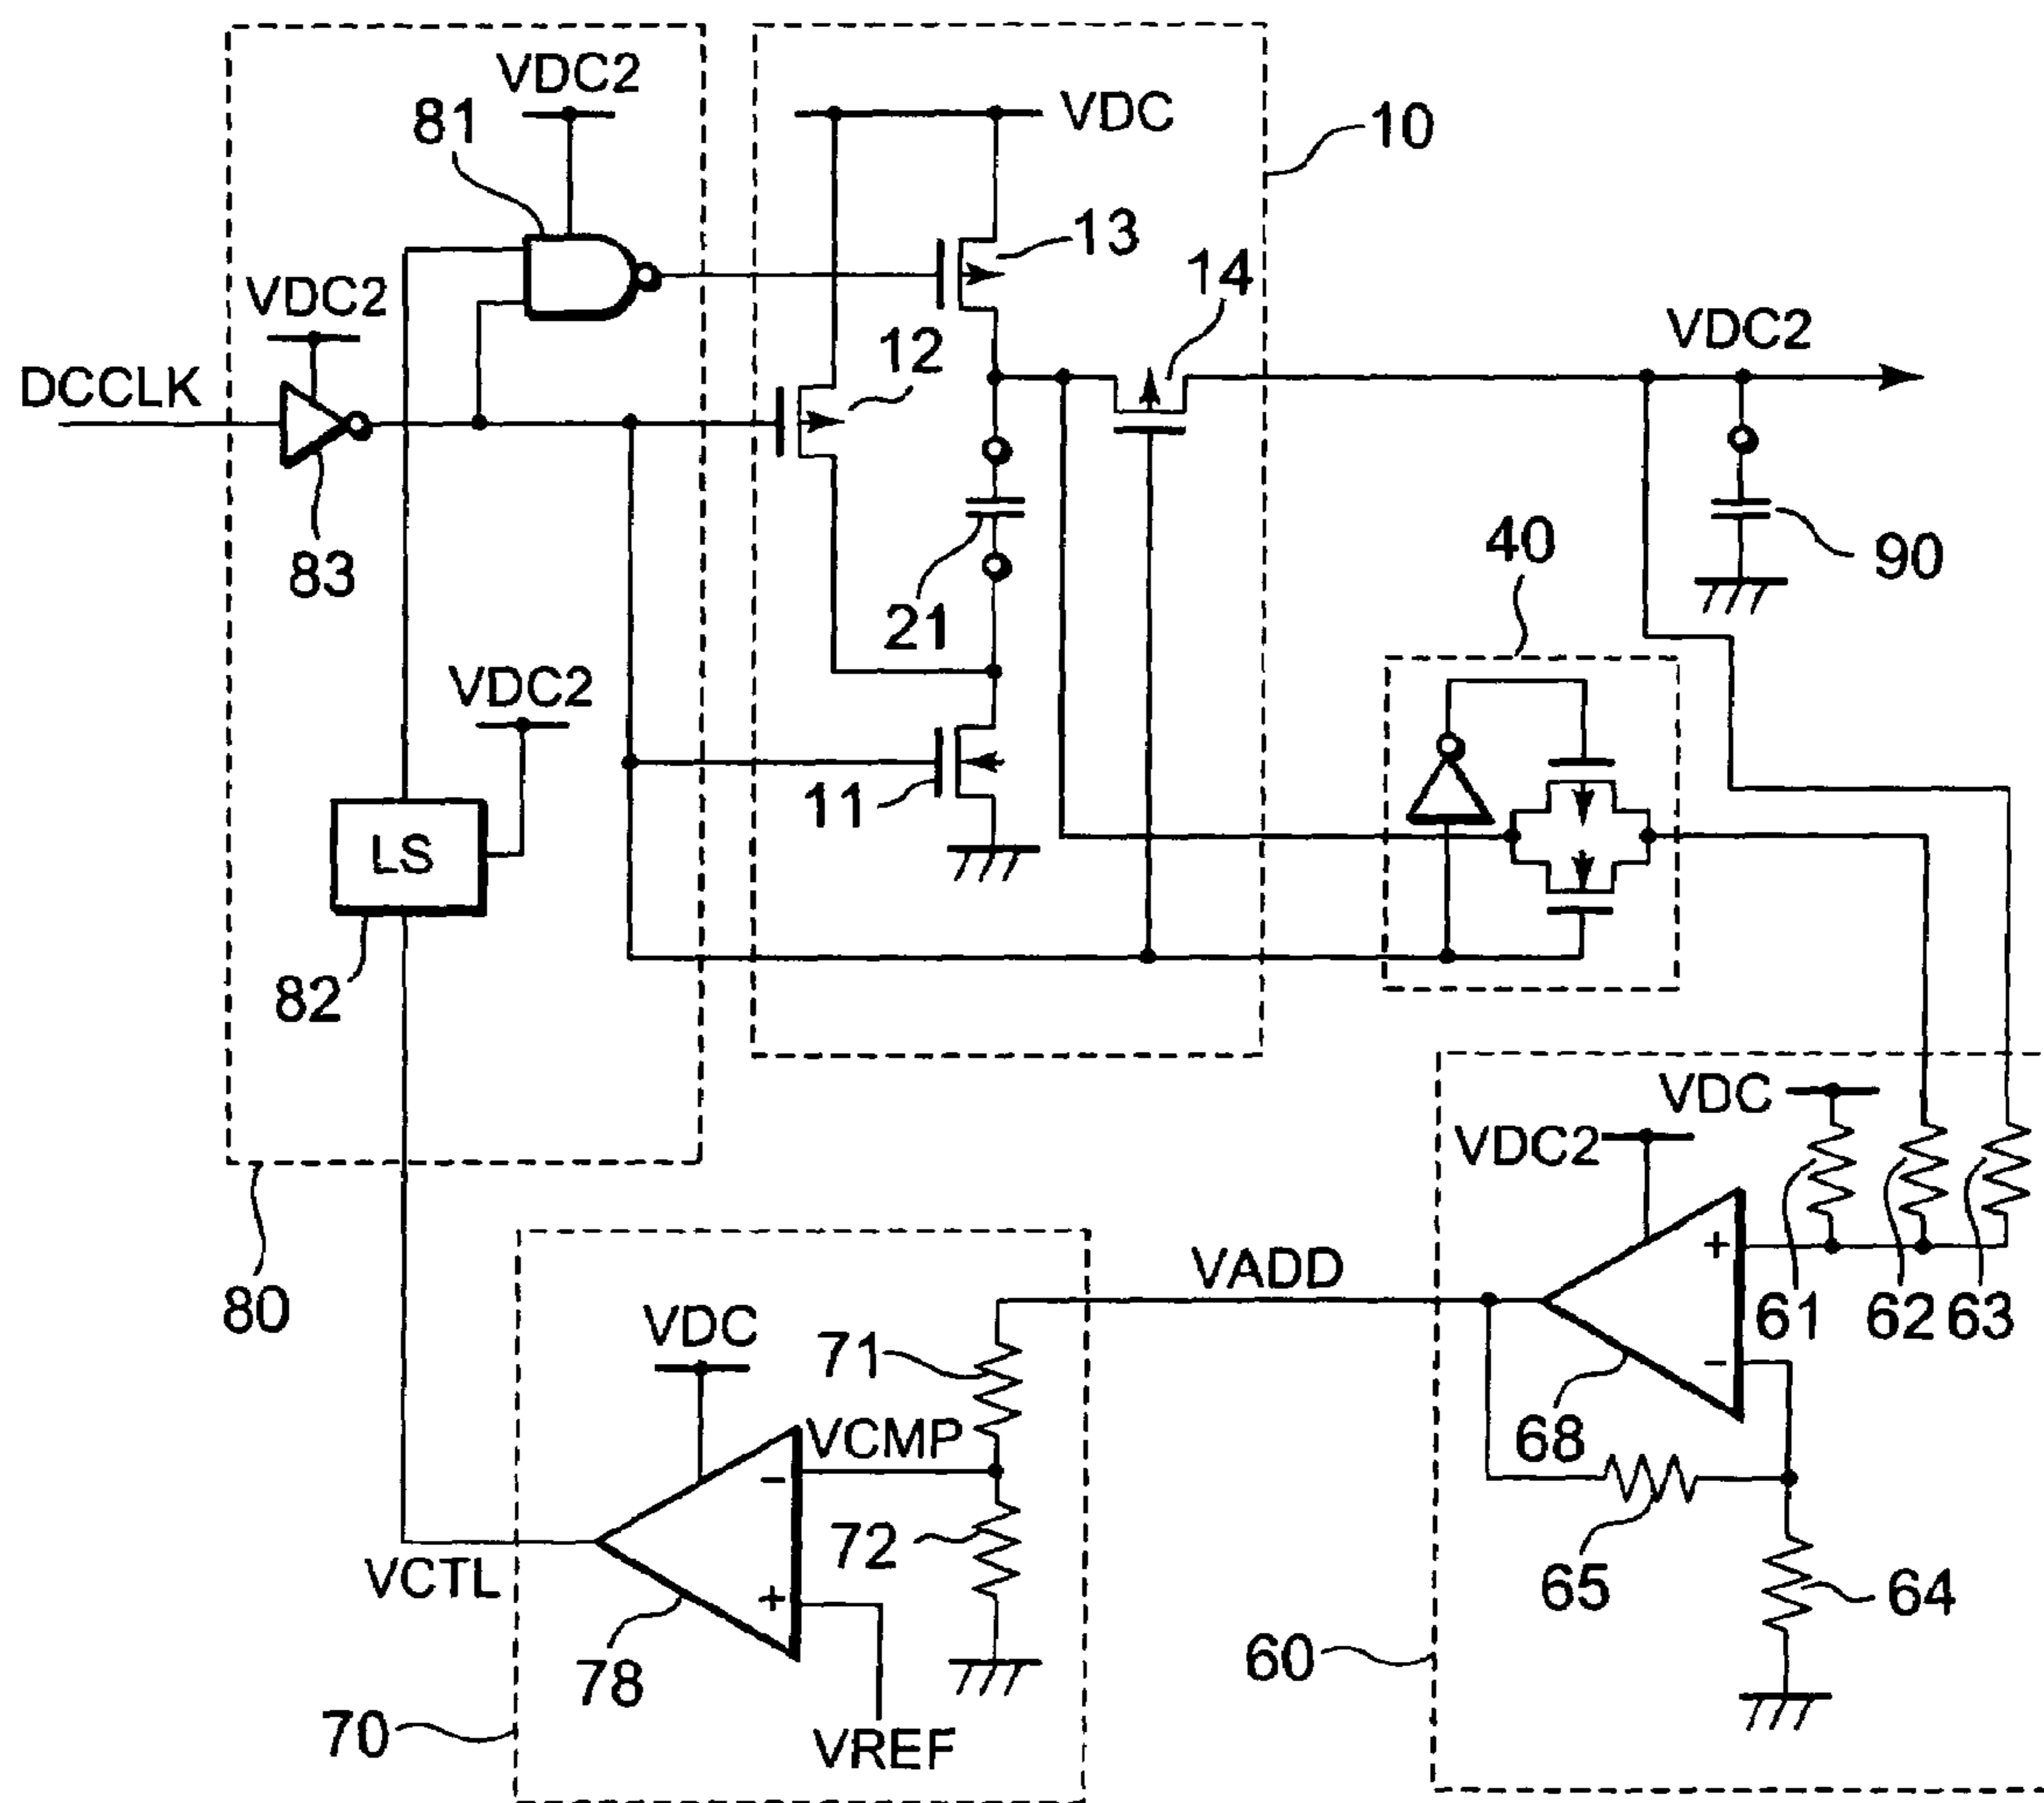 VDC2
81
VDC
10
13
14
VDC2
VDC2
12
DCCLK
40
90
83
21
VDC2
11
LS
82
VDC
VDC2
+
61
62
63
VADD
80
VDC
71
-
68
VCMP
-
72
65
64
VCTL
+
78
60
70
VREF